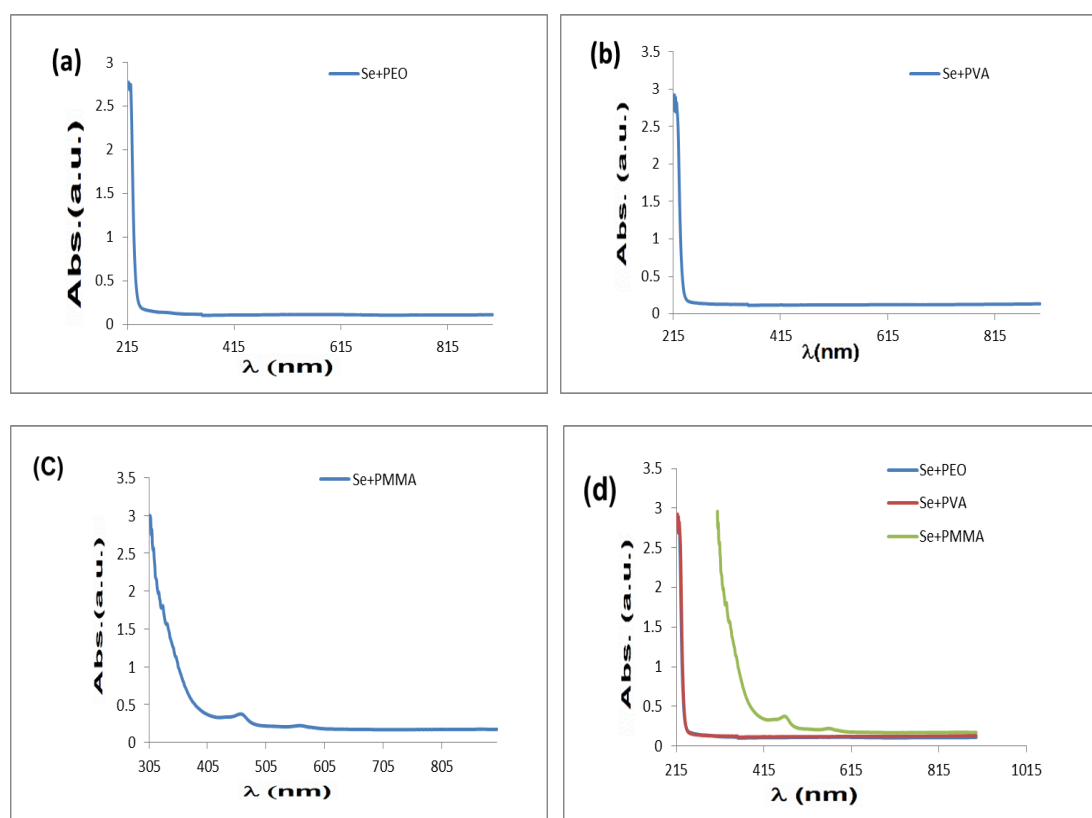 (a)
Se+PEO
Abs.(a.u.)
3
2.5
2
1.5
1
0.5
0
215 415 615 815
λ (nm)
(b)
Se+PVA
Abs. (a.u.)
3.5
3
2.5
2
1.5
1
0.5
0
215 415 615 815
λ(nm)
(C)
Se+PMMA
Abs.(a.u.)
3.5
3
2.5
2
1.5
1
0.5
0
305 405 505 605 705 805
λ (nm)
(d)
Se+PEO
Se+PVA
Se+PMMA
Abs. (a.u.)
3.5
3
2.5
2
1.5
1
0.5
0
215 415 615 815 1015
λ (nm)